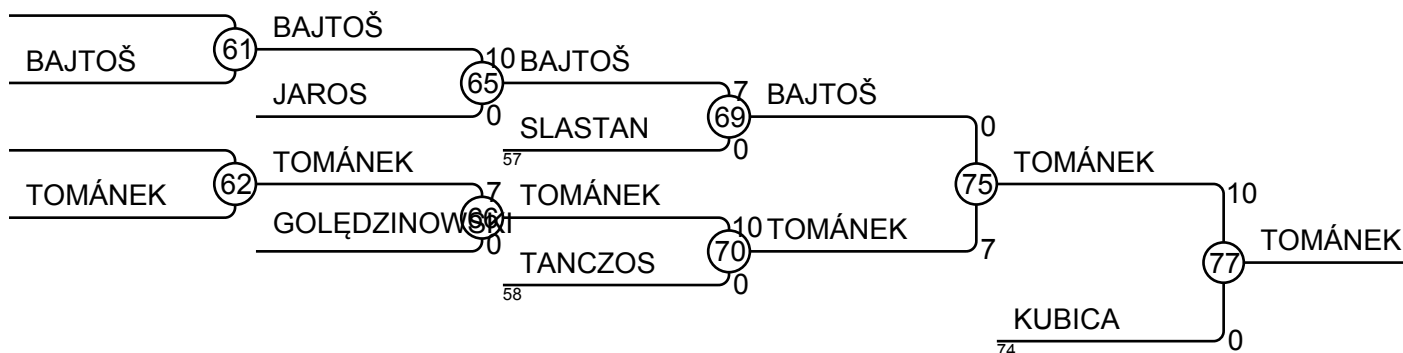 BAJTOŠ
61
BAJTOŠ
10
JAROS
65
0
BAJTOŠ
7
SLASTAN
57
69
0
BAJTOŠ
0
TOMÁNEK
62
TOMÁNEK
7
GOLĘDZINOWSKI
66
0
TOMÁNEK
10
TANCZOS
58
70
0
TOMÁNEK
7
75
TOMÁNEK
10
KUBICA
74
77
0
TOMÁNEK